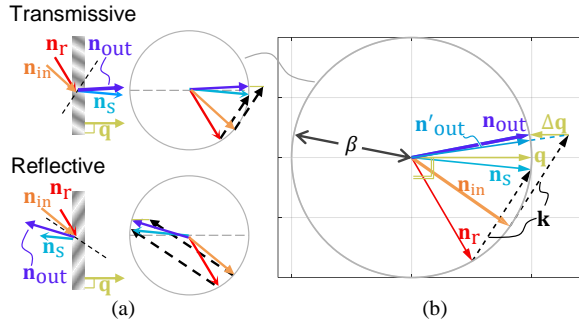 Transmissive
n_r
n_out
n_in
n_s
q
Reflective
n_in
n_r
n_s
n_out
q
(a)
β
n'_out
n_out
Δq
q
n_s
n_in
n_r
k
(b)